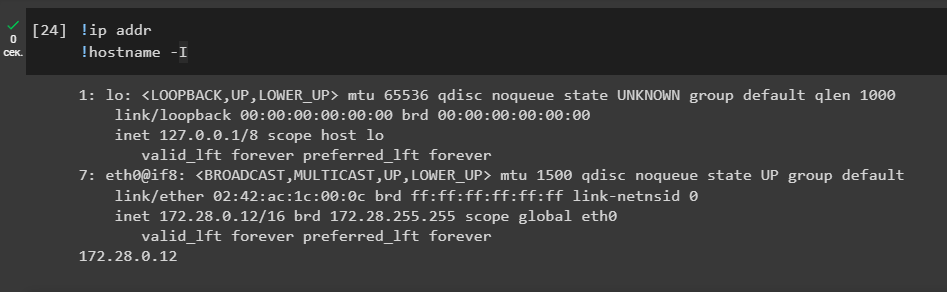 [24] !ip addr
!hostname -I
0
сек.
1: lo: <LOOPBACK,UP,LOWER_UP> mtu 65536 qdisc noqueue state UNKNOWN group default qlen 1000
link/loopback 00:00:00:00:00:00 brd 00:00:00:00:00:00
inet 127.0.0.1/8 scope host lo
valid_lft forever preferred_lft forever
7: eth0@if8: <BROADCAST,MULTICAST,UP,LOWER_UP> mtu 1500 qdisc noqueue state UP group default
link/ether 02:42:ac:1c:00:0c brd ff:ff:ff:ff:ff:ff link-netnsid 0
inet 172.28.0.12/16 brd 172.28.255.255 scope global eth0
valid_lft forever preferred_lft forever
172.28.0.12